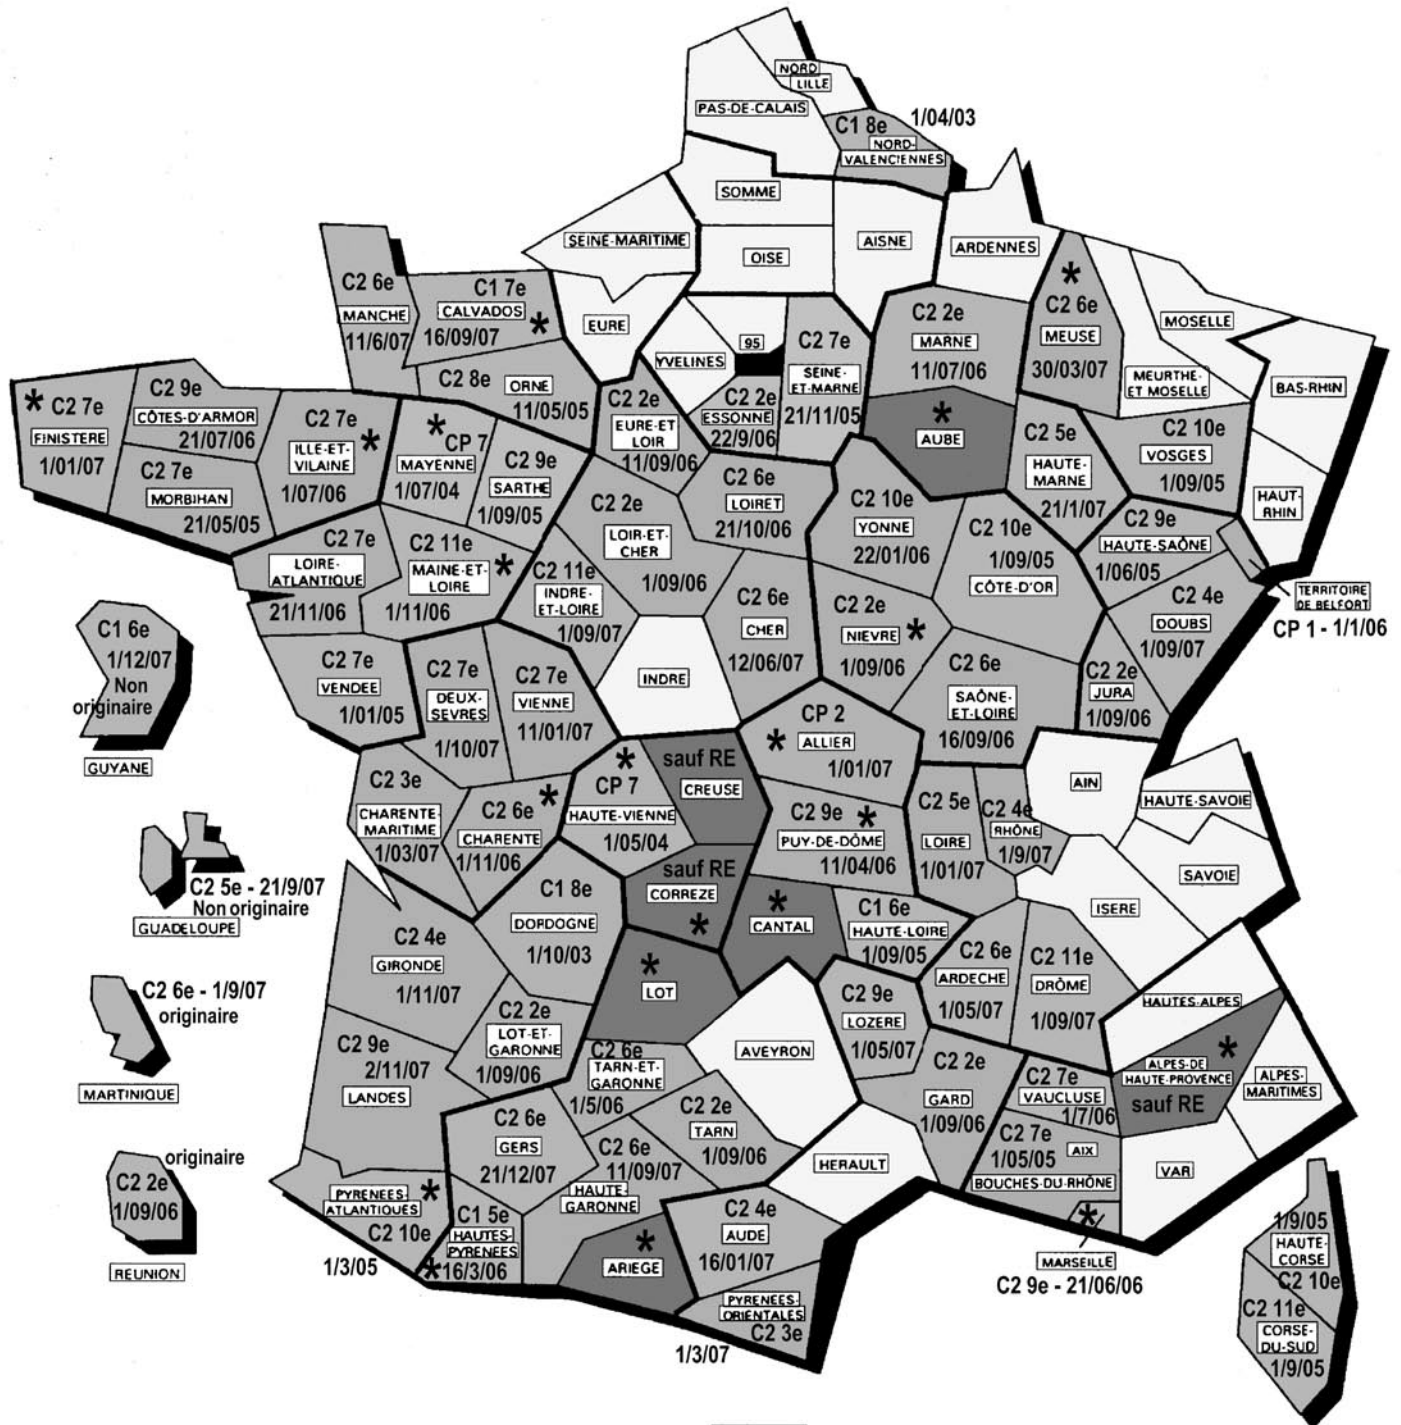 NORD
LILLE
PAS-DE-CALAIS
C1 8e
1/04/03
NORD-
VALENCIENNES
SOMME
SEINE-MARITIME
OISE
AISNE
ARDENNES
C2 6e
MANCHE
11/6/07
C1 7e
CALVADOS
16/09/07 *
EURE
95
YVELINES
C2 7e
SEINE-
ET-MARNE
21/11/05
C2 2e
MARNE
11/07/06
*
C2 6e
MEUSE
30/03/07
MOSELLE
MEURTHE-
ET MOSELLE
BAS-RHIN
C2 8e
ORNE
11/05/05
C2 2e
EURE-ET
LOIR
11/09/06
C2 2e
ESSONNE
22/9/06
*
AUBE
C2 5e
HAUTE-
MARNE
21/1/07
C2 10e
VOSGES
1/09/05
HAUT-
RHIN
* C2 7e
FINISTERE
1/01/07
C2 9e
CÔTES-D'ARMOR
21/07/06
C2 7e
ILLE-ET-
VILAINE *
1/07/06
C2 7e
MORBIHAN
21/05/05
*
CP 7
MAYENNE
1/07/04
C2 9e
SARTHE
1/09/05
C2 2e
LOIR-ET-
CHER
1/09/06
C2 6e
LOIRET
21/10/06
C2 10e
YONNE
22/01/06
C2 10e
1/09/05
CÔTE-D'OR
C2 9e
HAUTE-SAÔNE
1/06/05
TERRITOIRE
DE BELFORT
CP 1 - 1/1/06
C2 7e
LOIRE-
ATLANTIQUE
21/11/06
C2 11e
MAINE-ET-
LOIRE *
1/11/06
C2 11e
INDRE-
ET-LOIRE
1/09/07
C2 6e
CHER
12/06/07
C2 2e
NIEVRE *
1/09/06
C2 4e
DOUBS
1/09/07
C2 2e
JURA
1/09/06
C2 6e
SAÔNE-
ET-LOIRE
16/09/06
C1 6e
1/12/07
Non
originaire
GUYANE
C2 7e
VENDEE
1/01/05
C2 7e
DEUX-
SEVRES
1/10/07
C2 7e
VIENNE
11/01/07
INDRE
CP 2
* ALLIER
1/01/07
AIN
HAUTE-SAVOIE
C2 3e
CHARENTE-
MARITIME
1/03/07
C2 6e *
CHARENTE
1/11/06
*
CP 7
HAUTE-VIENNE
1/05/04
sauf RE
CREUSE
C2 9e *
PUY-DE-DÔME
11/04/06
C2 5e
LOIRE
1/01/07
C2 4e
RHÔNE
1/9/07
SAVOIE
ISERE
C2 5e - 21/9/07
Non originaire
GUADELOUPE
C1 8e
DORDOGNE
1/10/03
sauf RE
CORREZE
*
*
CANTAL
C1 6e
HAUTE-LOIRE
1/09/05
C2 4e
GIRONDE
1/11/07
*
LOT
C2 6e
ARDECHE
1/05/07
C2 11e
DRÔME
1/09/07
HAUTES-ALPES
C2 6e - 1/9/07
originaire
MARTINIQUE
C2 2e
LOT-ET-
GARONNE
1/09/06
C2 9e
LOZERE
1/05/07
AVEYRON
*
ALPES-DE
HAUTE-PROVENCE
sauf RE
ALPES-
MARITIMES
C2 9e
2/11/07
LANDES
C2 6e
TARN-ET-
GARONNE
1/5/06
C2 2e
GARD
1/09/06
C2 7e
VAUCLUSE
1/7/06
C2 6e
GERS
21/12/07
C2 2e
TARN
1/09/06
C2 7e
1/05/05
AIX
BOUCHES-DU-RHÔNE
VAR
HERAULT
originaire
C2 2e
1/09/06
REUNION
PYRENEES-
ATLANTIQUES *
C2 10e
1/3/05
C1 5e
HAUTES-
PYRENEES
* 16/3/06
C2 6e
11/09/07
HAUTE-
GARONNE
*
ARIEGE
C2 4e
AUDE
16/01/07
*
MARSEILLE
C2 9e - 21/06/06
PYRENEES-
ORIENTALES
C2 3e
1/3/07
1/9/05
HAUTE-
CORSE
C2 10e
C2 11e
CORSE-
DU-SUD
1/9/05